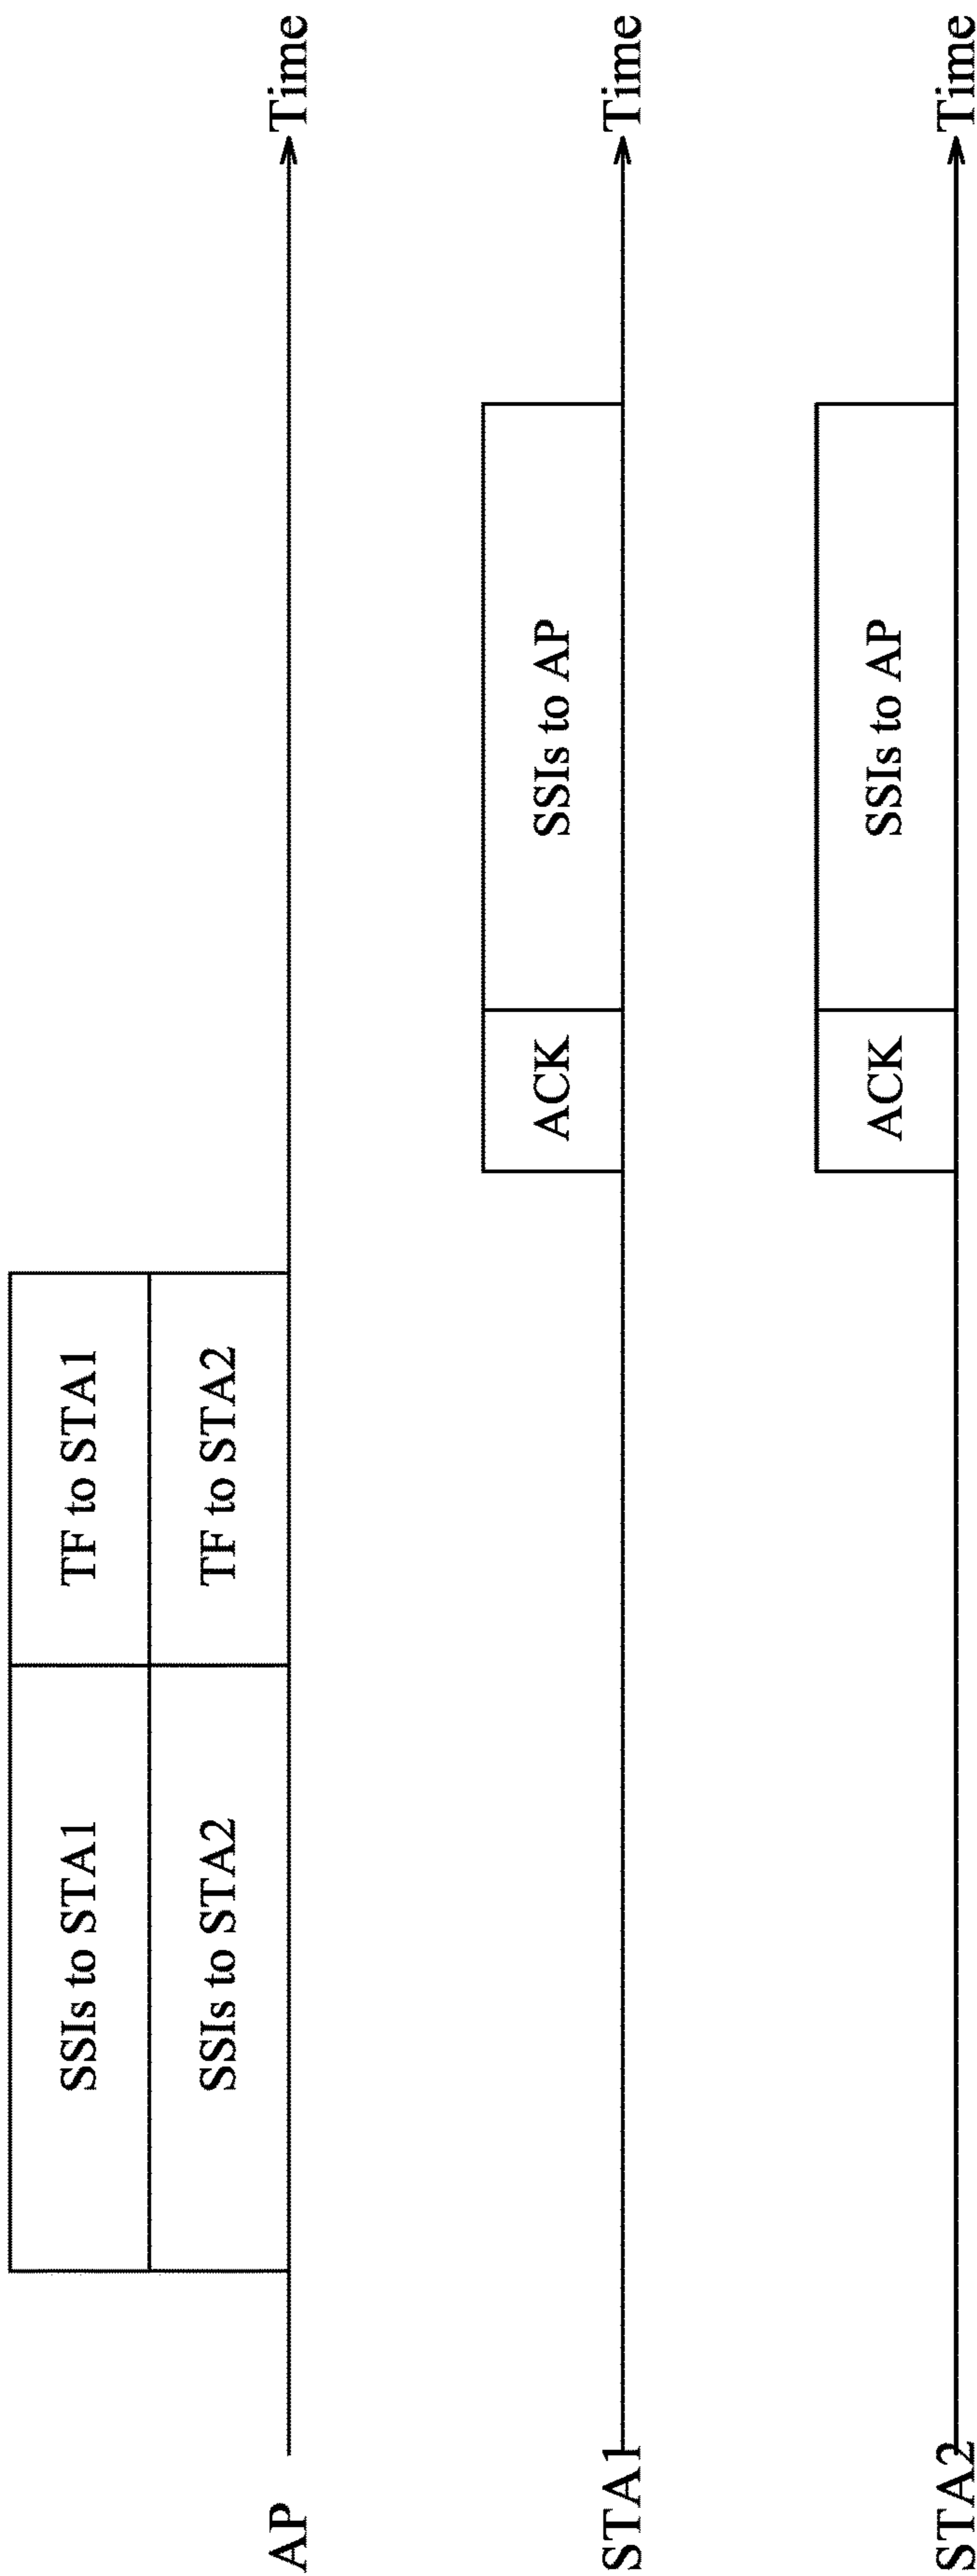 SSIs to STA1
TF to STA1
SSIs to STA2
TF to STA2
AP
Time
ACK
SSIs to AP
STA1
Time
ACK
SSIs to AP
STA2
Time